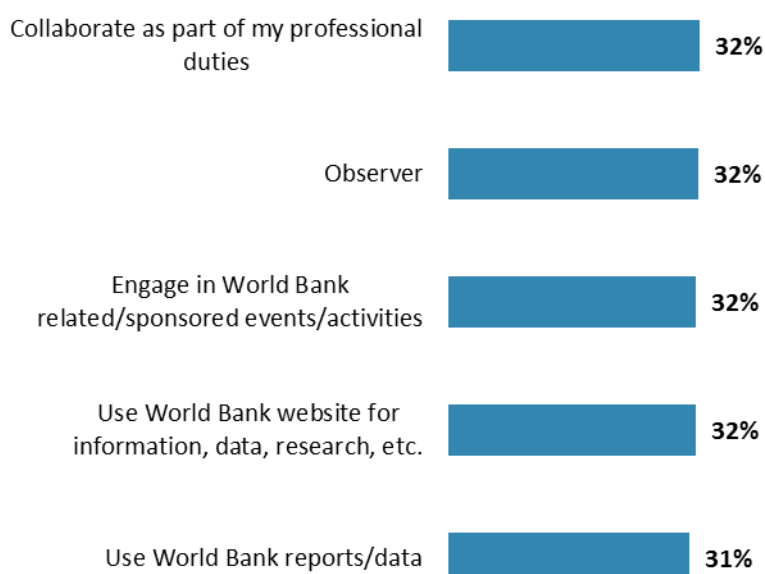 Collaborate as part of my professional
duties
32%
Observer
32%
Engage in World Bank
related/sponsored events/activities
32%
Use World Bank website for
information, data, research, etc.
32%
Use World Bank reports/data
31%